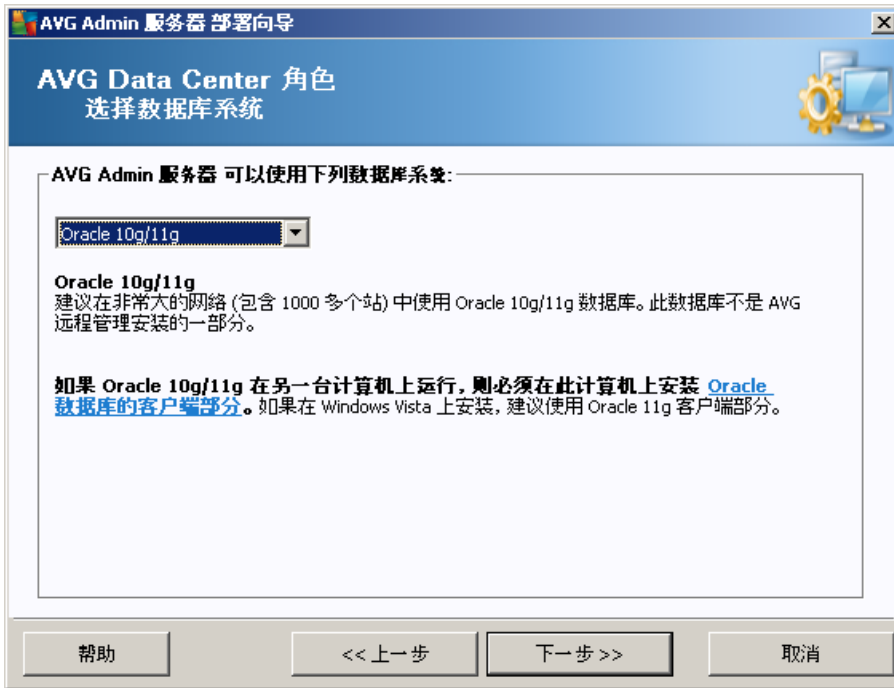 AVG Admin 服务器 部署向导
AVG Data Center 角色
选择数据库系统
AVG Admin 服务器 可以使用下列数据库系统:
Oracle 10g/11g
Oracle 10g/11g
建议在非常大的网络 (包含 1000 多个站) 中使用 Oracle 10g/11g 数据库。此数据库不是 AVG
远程管理安装的一部分。
如果 Oracle 10g/11g 在另一台计算机上运行, 则必须在此计算机上安装 Oracle
数据库的客户端部分。如果在 Windows Vista 上安装, 建议使用 Oracle 11g 客户端部分。
帮助
<< 上一步
下一步 >>
取消